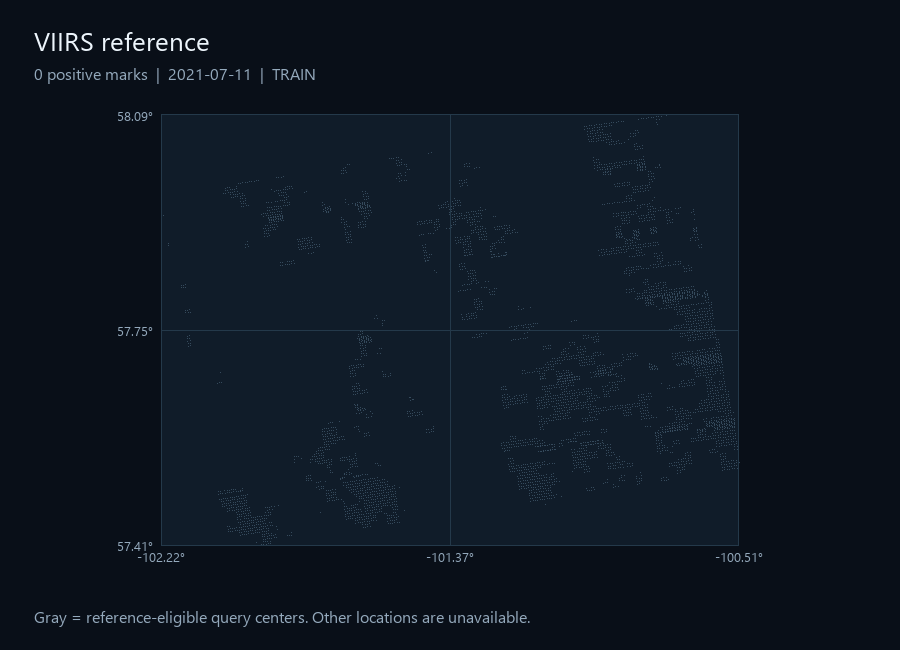 VIIRS reference
0 positive marks | 2021-07-11 | TRAIN
58.09°
57.75°
57.41°
-102.22°
-101.37°
-100.51°
Gray = reference-eligible query centers. Other locations are unavailable.